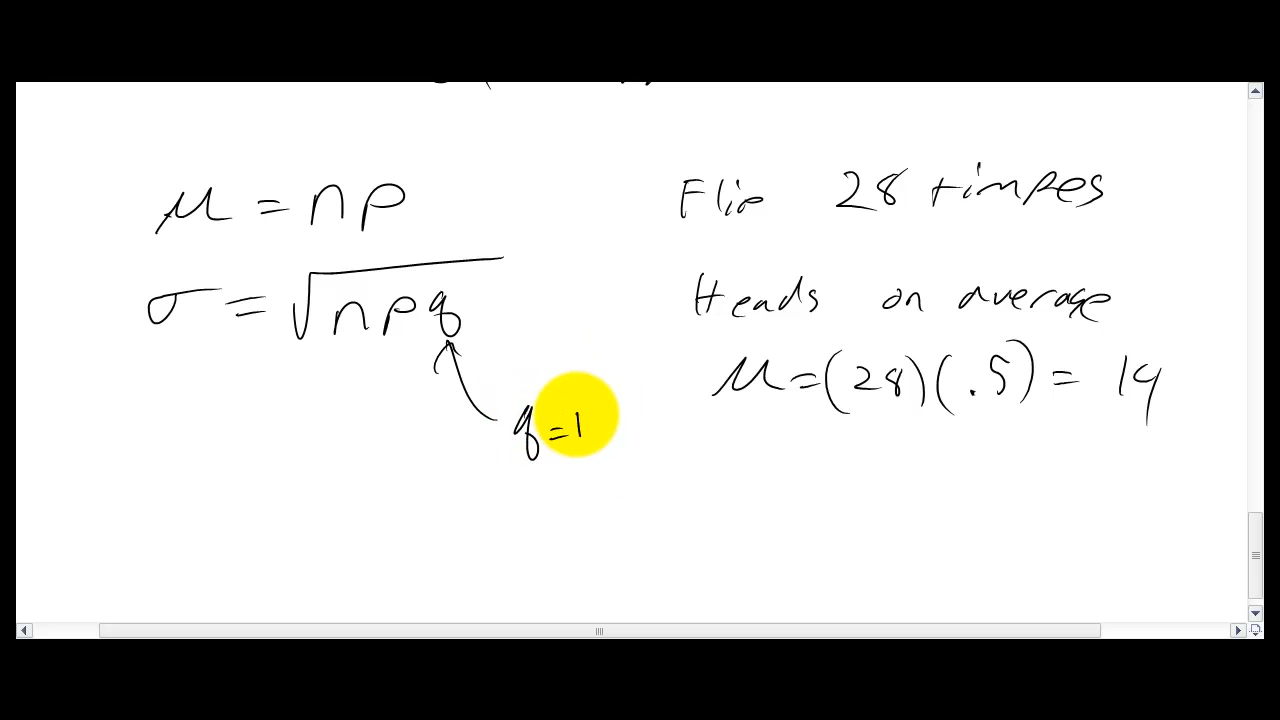 μ = np
σ = √npq
q = 1
Flip 28 times
Heads on average
μ = (28)(.5) = 14